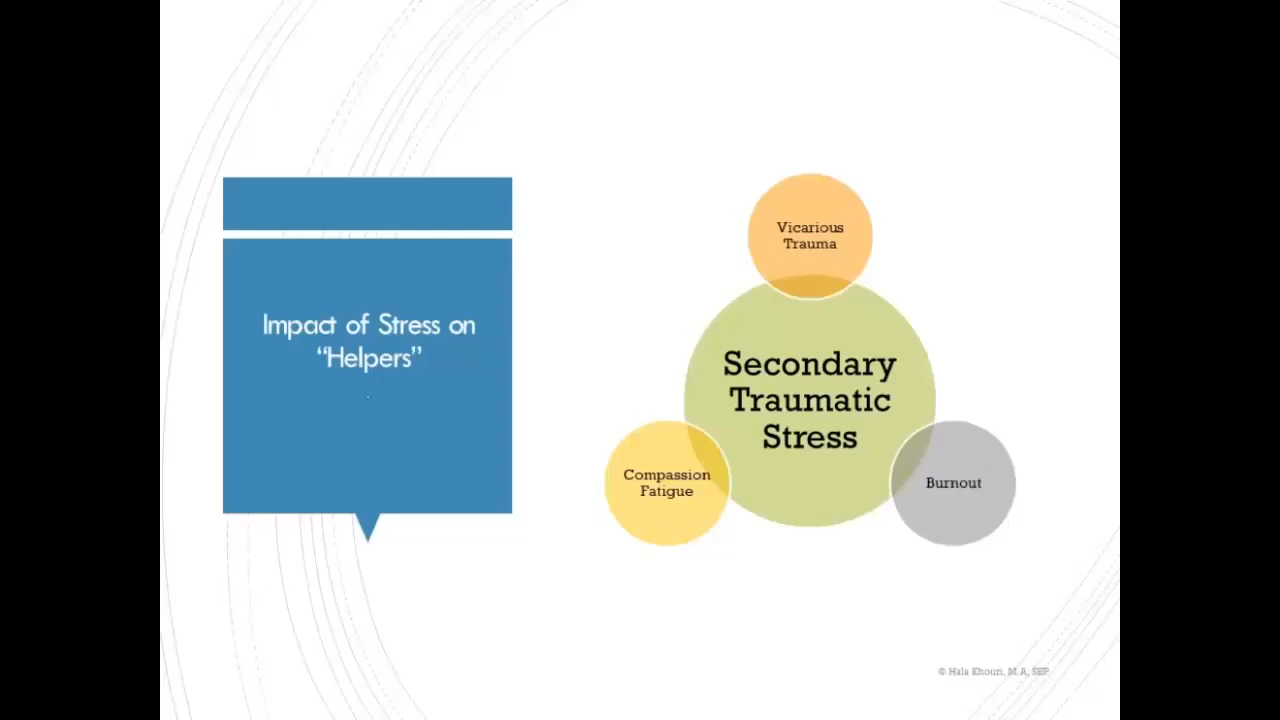 Impact of Stress on
“Helpers”
Vicarious
Trauma
Secondary
Traumatic
Stress
Compassion
Fatigue
Burnout
© Hala Khouri, M.A, SEP